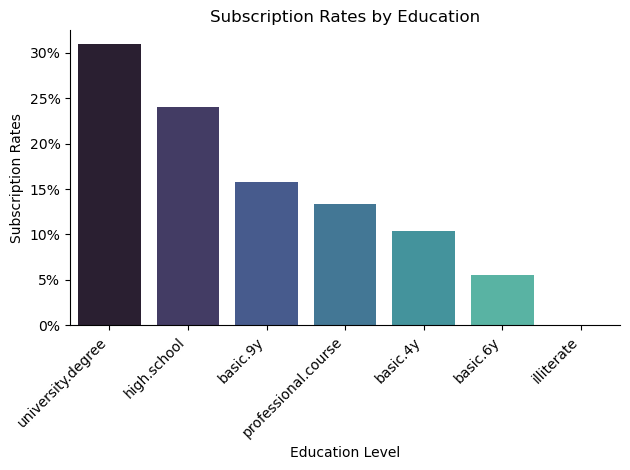 Subscription Rates by Education
Subscription Rates
30%
25%
20%
15%
10%
5%
0%
university.degree
high.school
basic.9y
professional.course
basic.4y
basic.6y
illiterate
Education Level